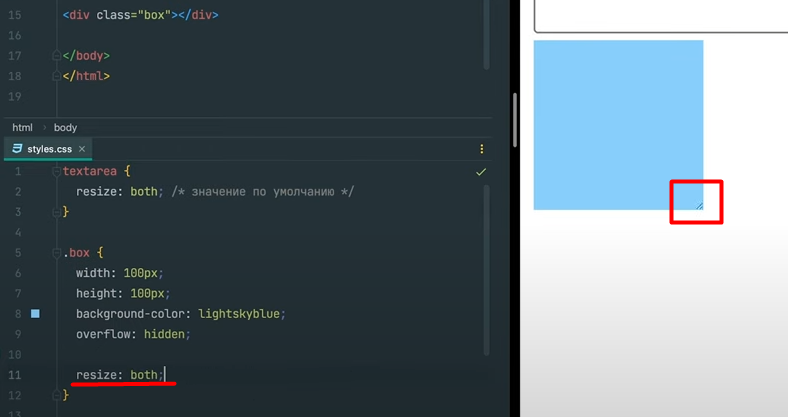 15 <div class="box"></div>
16
17 </body>
18 </html>
19
html > body
styles.css ×
1 textarea {
2 resize: both; /* значение по умолчанию */
3 }
4
5 .box {
6 width: 100px;
7 height: 100px;
8 background-color: lightskyblue;
9 overflow: hidden;
10
11 resize: both;
12 }
13